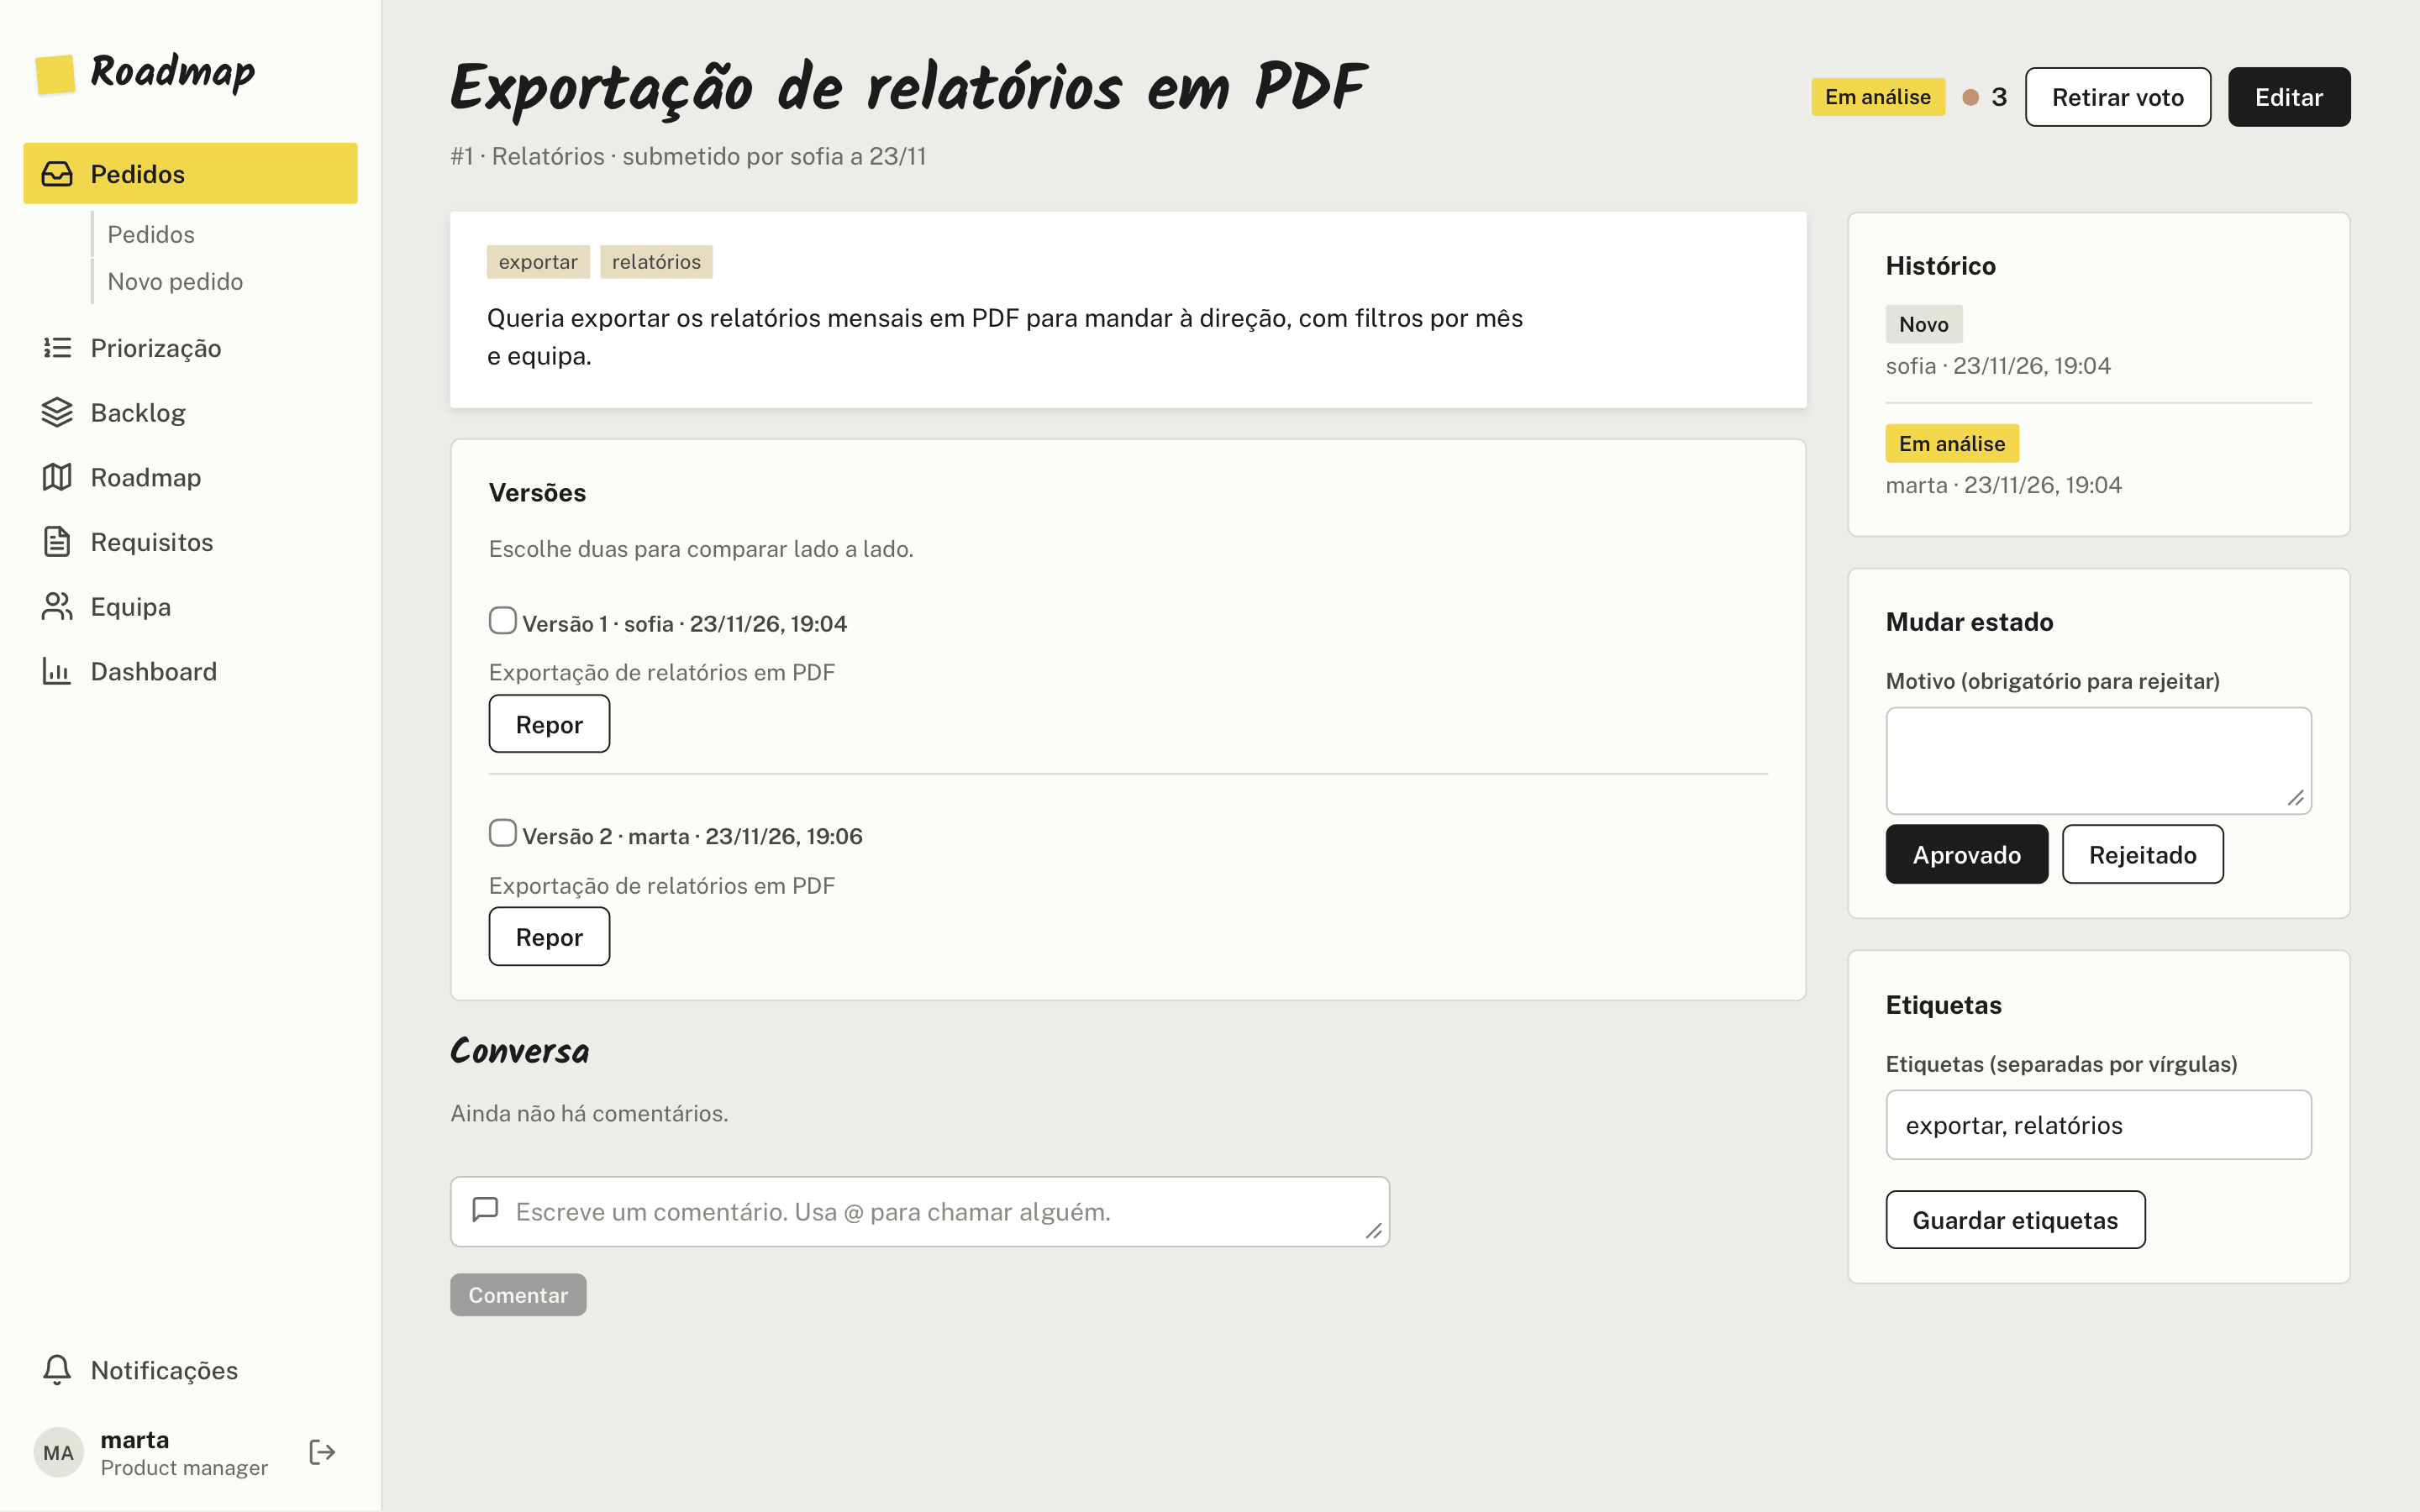 Roadmap
Pedidos
Pedidos
Novo pedido
Priorização
Backlog
Roadmap
Requisitos
Equipa
Dashboard
Notificações
MA
marta
Product manager
Exportação de relatórios em PDF
#1 · Relatórios · submetido por sofia a 23/11
Em análise
3
Retirar voto
Editar
exportar
relatórios
Queria exportar os relatórios mensais em PDF para mandar à direção, com filtros por mês
e equipa.
Versões
Escolhe duas para comparar lado a lado.
Versão 1 · sofia · 23/11/26, 19:04
Exportação de relatórios em PDF
Repor
Versão 2 · marta · 23/11/26, 19:06
Exportação de relatórios em PDF
Repor
Conversa
Ainda não há comentários.
Escreve um comentário. Usa @ para chamar alguém.
Comentar
Histórico
Novo
sofia · 23/11/26, 19:04
Em análise
marta · 23/11/26, 19:04
Mudar estado
Motivo (obrigatório para rejeitar)
Aprovado
Rejeitado
Etiquetas
Etiquetas (separadas por vírgulas)
exportar, relatórios
Guardar etiquetas